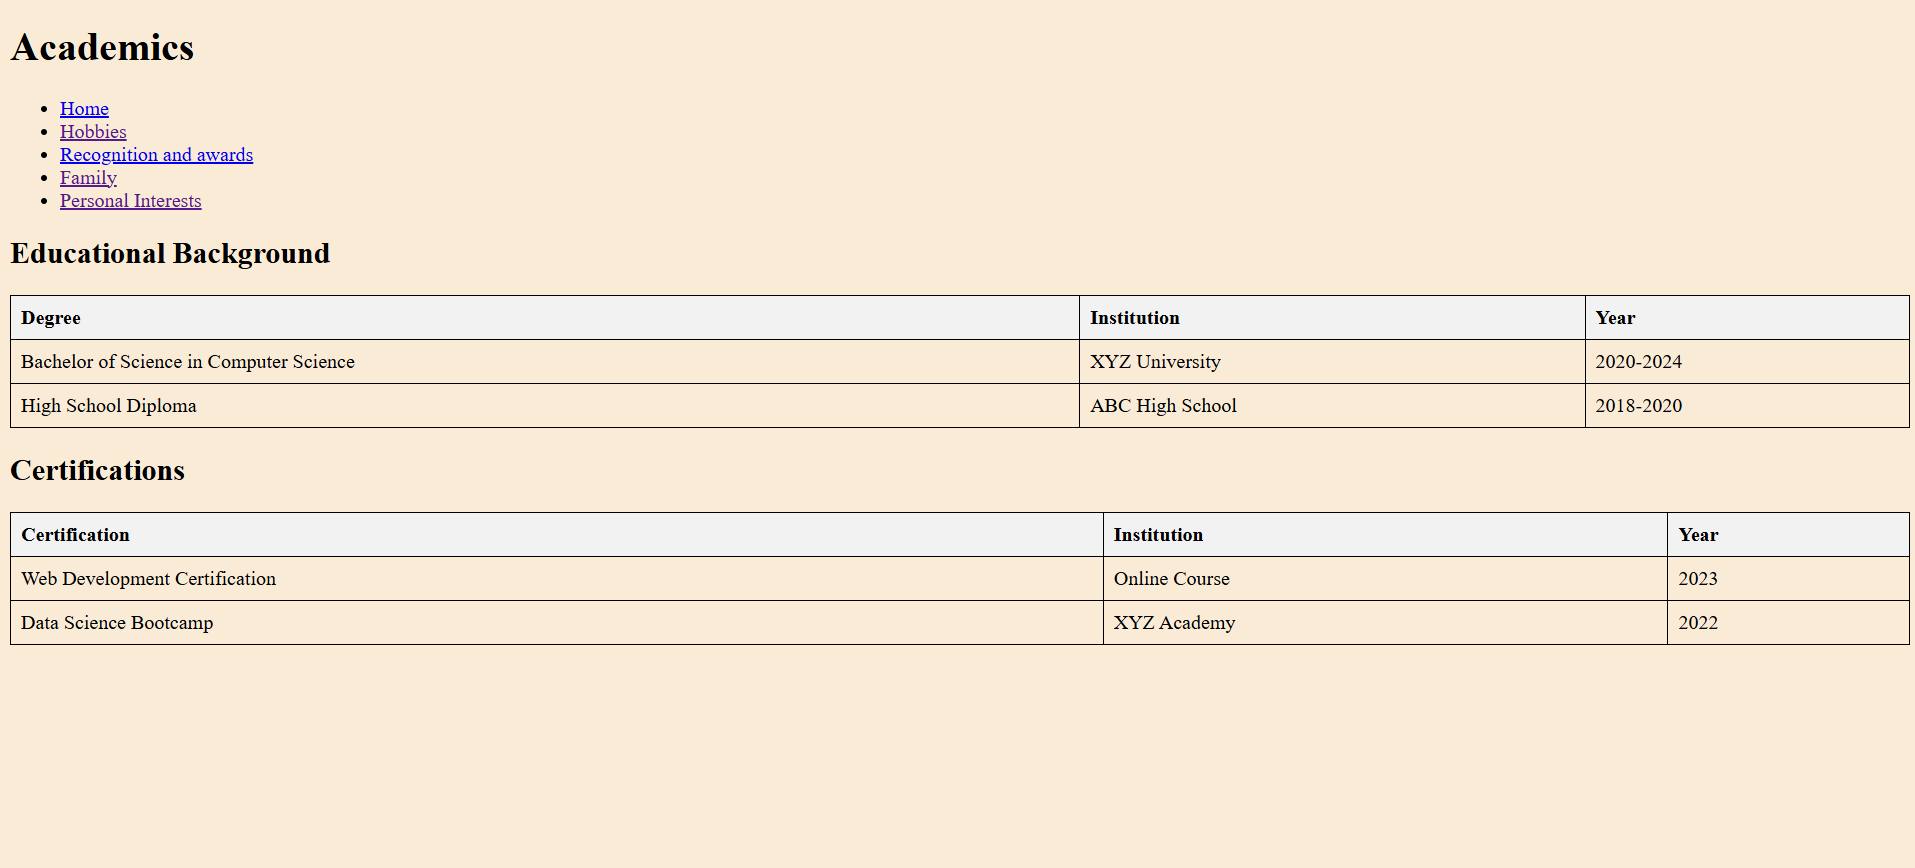 Academics
Home
Hobbies
Recognition and awards
Family
Personal Interests
Educational Background
Degree Institution Year
Bachelor of Science in Computer Science XYZ University 2020-2024
High School Diploma ABC High School 2018-2020
Certifications
Certification Institution Year
Web Development Certification Online Course 2023
Data Science Bootcamp XYZ Academy 2022